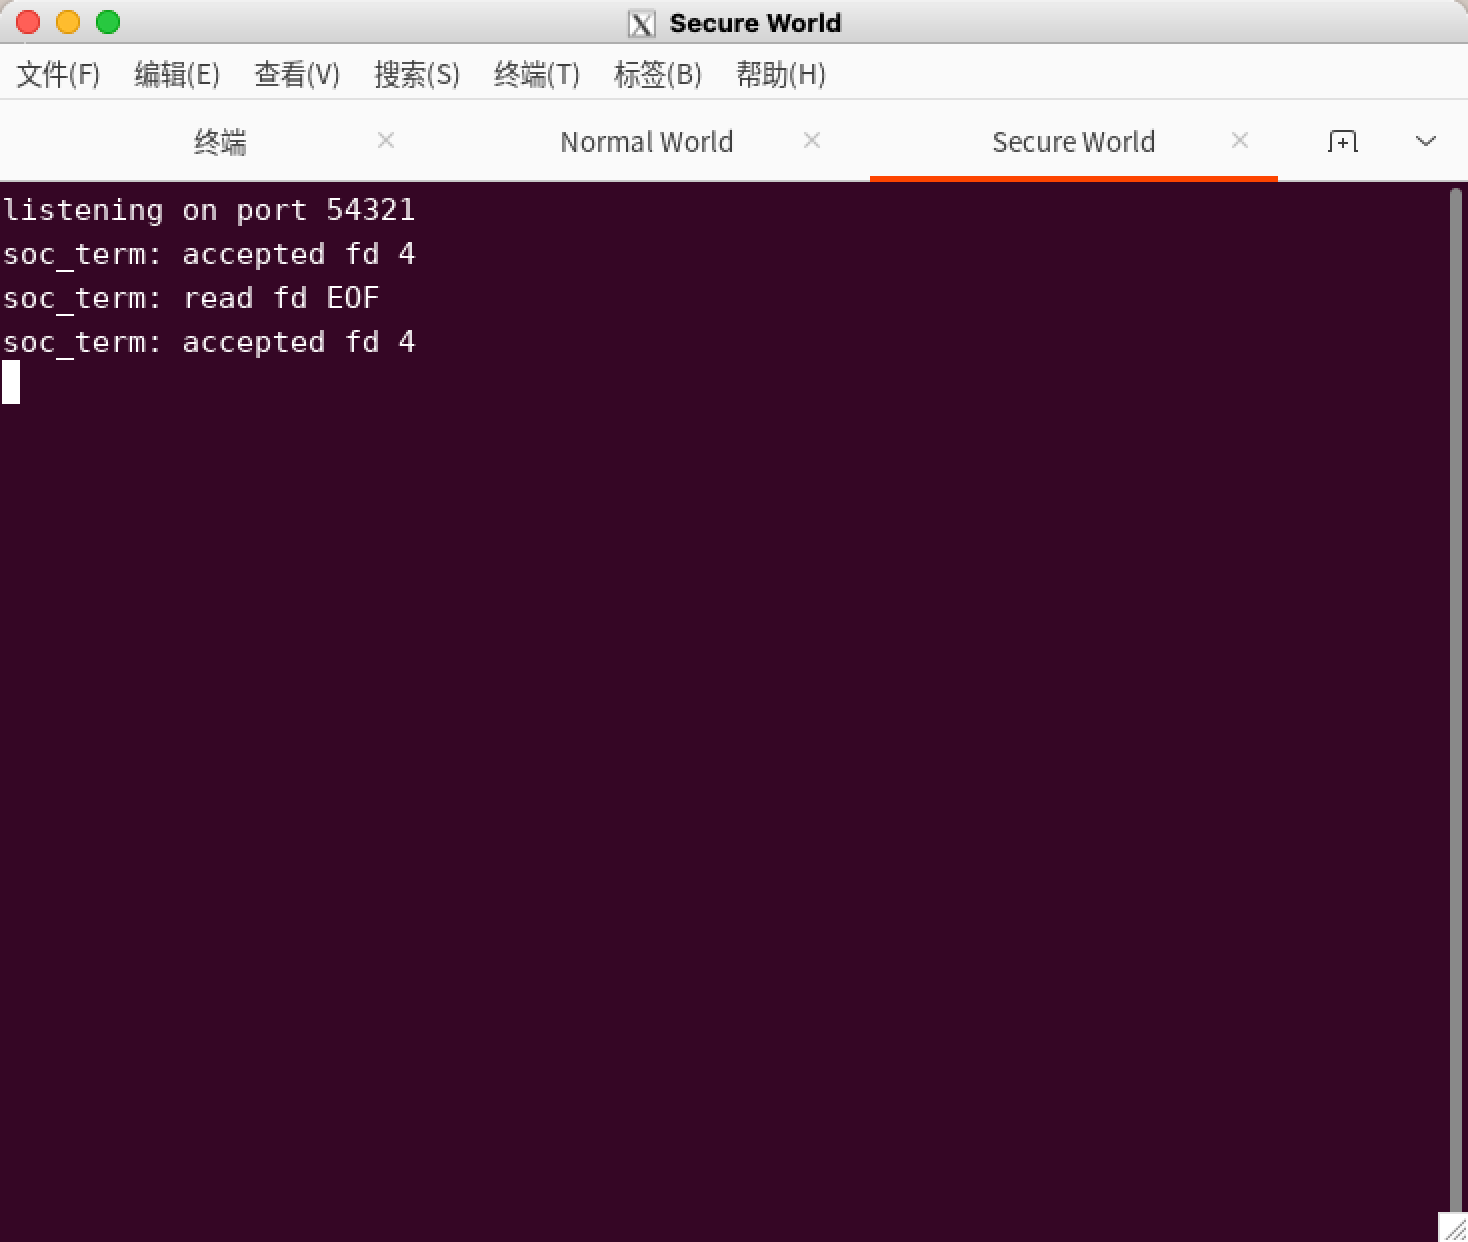 Secure World
文件(F) 编辑(E) 查看(V) 搜索(S) 终端(T) 标签(B) 帮助(H)
终端 Normal World Secure World
listening on port 54321
soc_term: accepted fd 4
soc_term: read fd EOF
soc_term: accepted fd 4